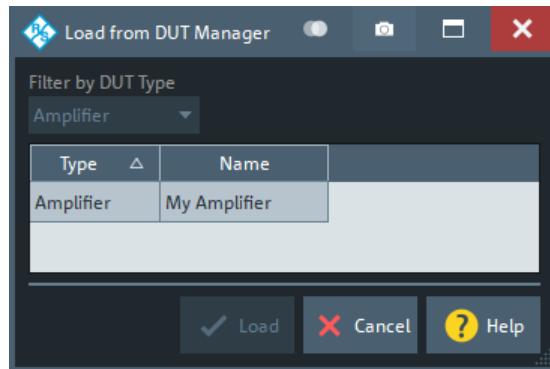 R&S Load from DUT Manager
Filter by DUT Type
Amplifier
Type Name
Amplifier My Amplifier
Load Cancel ? Help